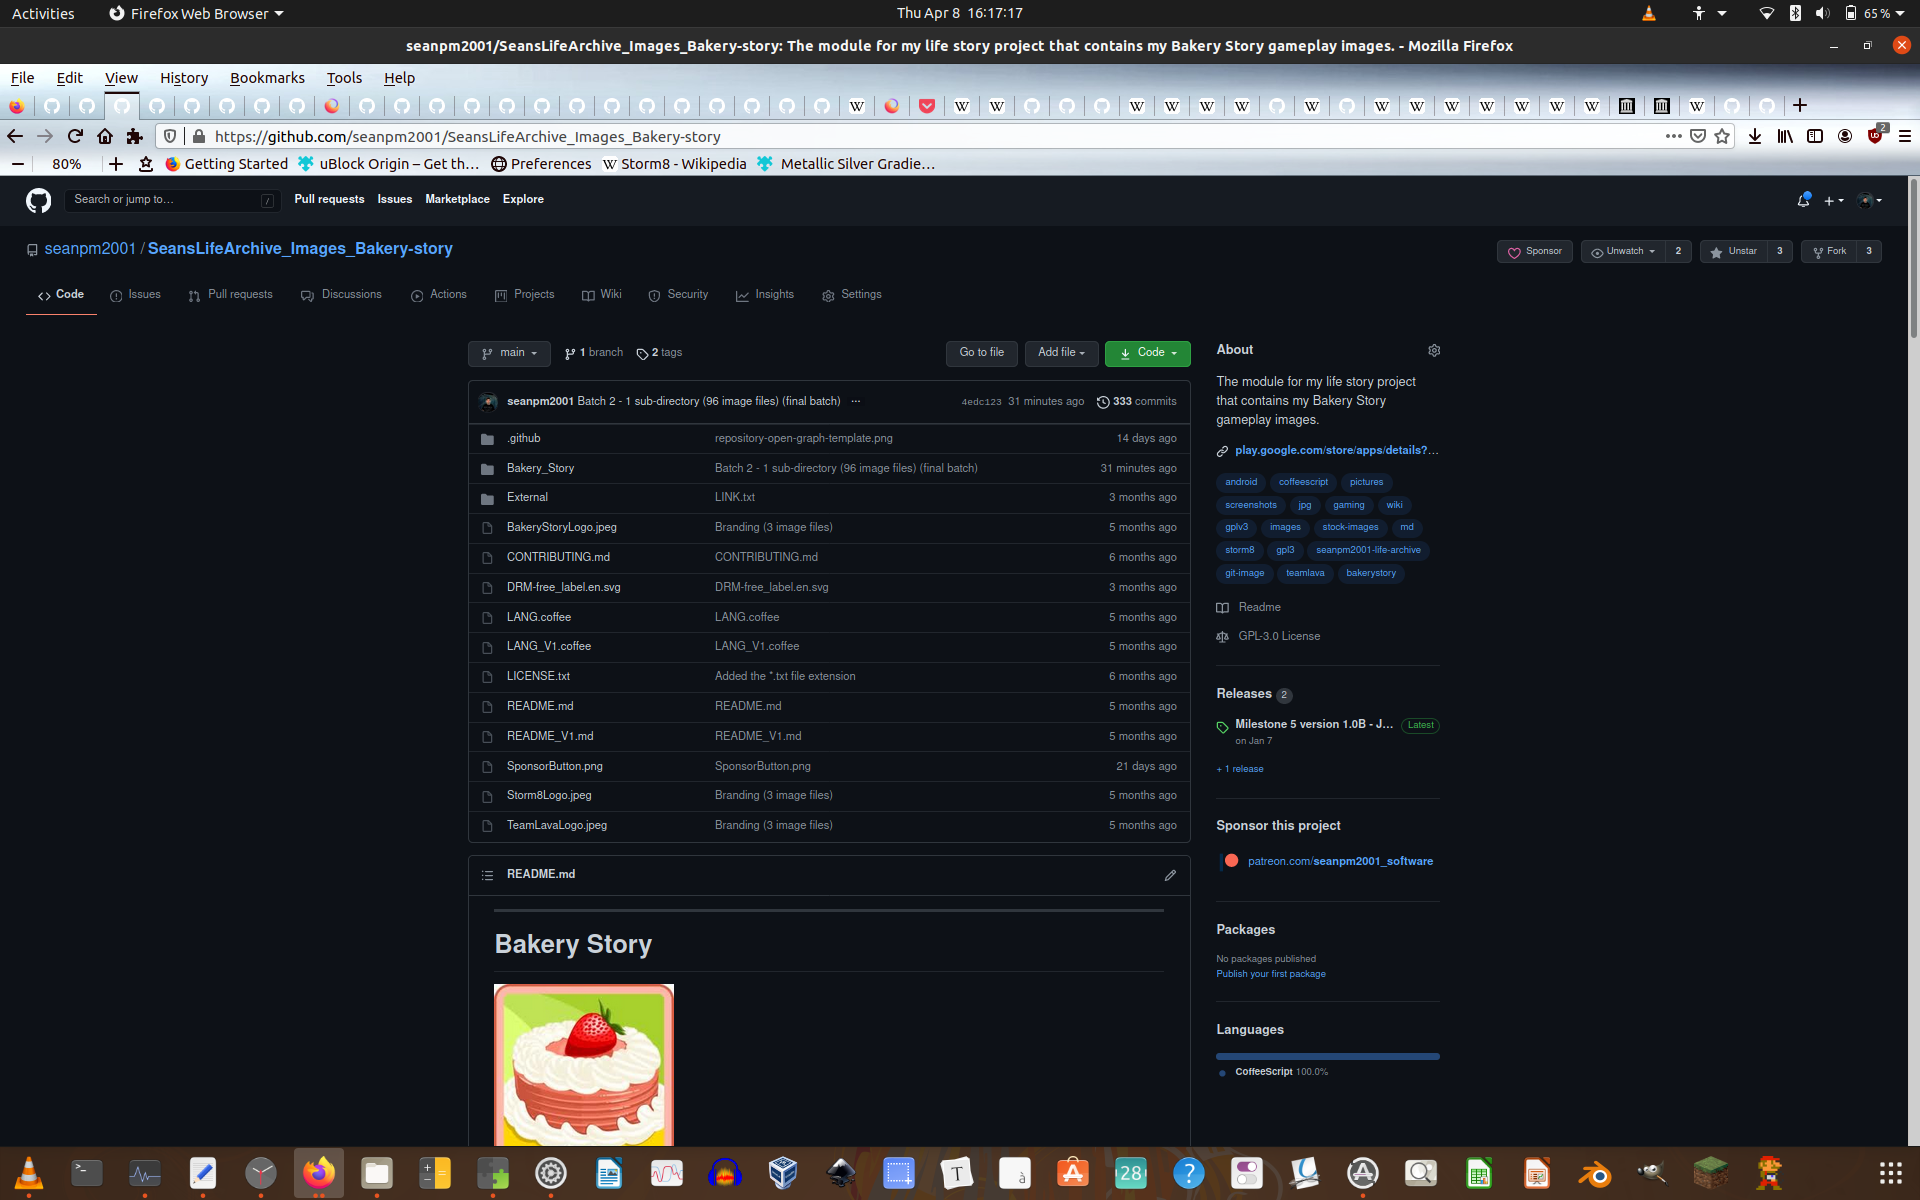 Activities Firefox Web Browser Thu Apr 8 16:17:17 65 %
seanpm2001/SeansLifeArchive_Images_Bakery-story: The module for my life story project that contains my Bakery Story gameplay images. - Mozilla Firefox
File Edit View History Bookmarks Tools Help
https://github.com/seanpm2001/SeansLifeArchive_Images_Bakery-story 2
80% Getting Started uBlock Origin – Get th… Preferences Storm8 - Wikipedia Metallic Silver Gradie…
Search or jump to… / Pull requests Issues Marketplace Explore
seanpm2001 / SeansLifeArchive_Images_Bakery-story
Sponsor Unwatch 2 Unstar 3 Fork 3
Code Issues Pull requests Discussions Actions Projects Wiki Security Insights Settings
main 1 branch 2 tags Go to file Add file Code
seanpm2001 Batch 2 - 1 sub-directory (96 image files) (final batch) ... 4edc123 31 minutes ago 333 commits
.github repository-open-graph-template.png 14 days ago
Bakery_Story Batch 2 - 1 sub-directory (96 image files) (final batch) 31 minutes ago
External LINK.txt 3 months ago
BakeryStoryLogo.jpeg Branding (3 image files) 5 months ago
CONTRIBUTING.md CONTRIBUTING.md 6 months ago
DRM-free_label.en.svg DRM-free_label.en.svg 3 months ago
LANG.coffee LANG.coffee 5 months ago
LANG_V1.coffee LANG_V1.coffee 5 months ago
LICENSE.txt Added the *.txt file extension 6 months ago
README.md README.md 5 months ago
README_V1.md README_V1.md 5 months ago
SponsorButton.png SponsorButton.png 21 days ago
Storm8Logo.jpeg Branding (3 image files) 5 months ago
TeamLavaLogo.jpeg Branding (3 image files) 5 months ago
README.md
Bakery Story
About
The module for my life story project
that contains my Bakery Story
gameplay images.
play.google.com/store/apps/details?…
android coffeescript pictures
screenshots jpg gaming wiki
gplv3 images stock-images md
storm8 gpl3 seanpm2001-life-archive
git-image teamlava bakerystory
Readme
GPL-3.0 License
Releases 2
Milestone 5 version 1.0B - J… Latest
on Jan 7
+ 1 release
Sponsor this project
patreon.com/seanpm2001_software
Packages
No packages published
Publish your first package
Languages
CoffeeScript 100.0%